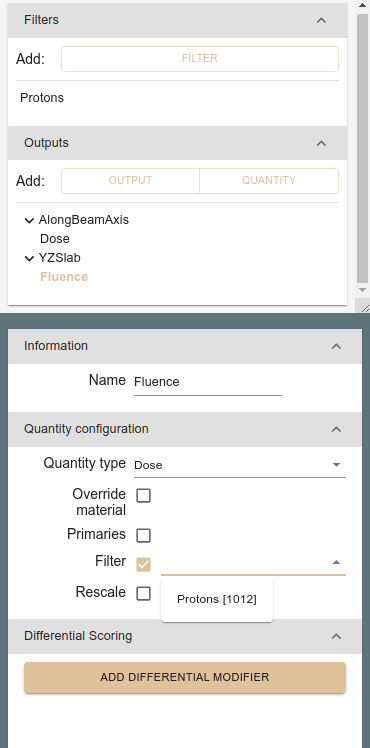 Filters
Add: FILTER
Protons
Outputs
Add: OUTPUT QUANTITY
AlongBeamAxis
Dose
YZSlab
Fluence
Information
Name Fluence
Quantity configuration
Quantity type Dose
Override
material
Primaries
Filter
Rescale
Protons [1012]
Differential Scoring
ADD DIFFERENTIAL MODIFIER